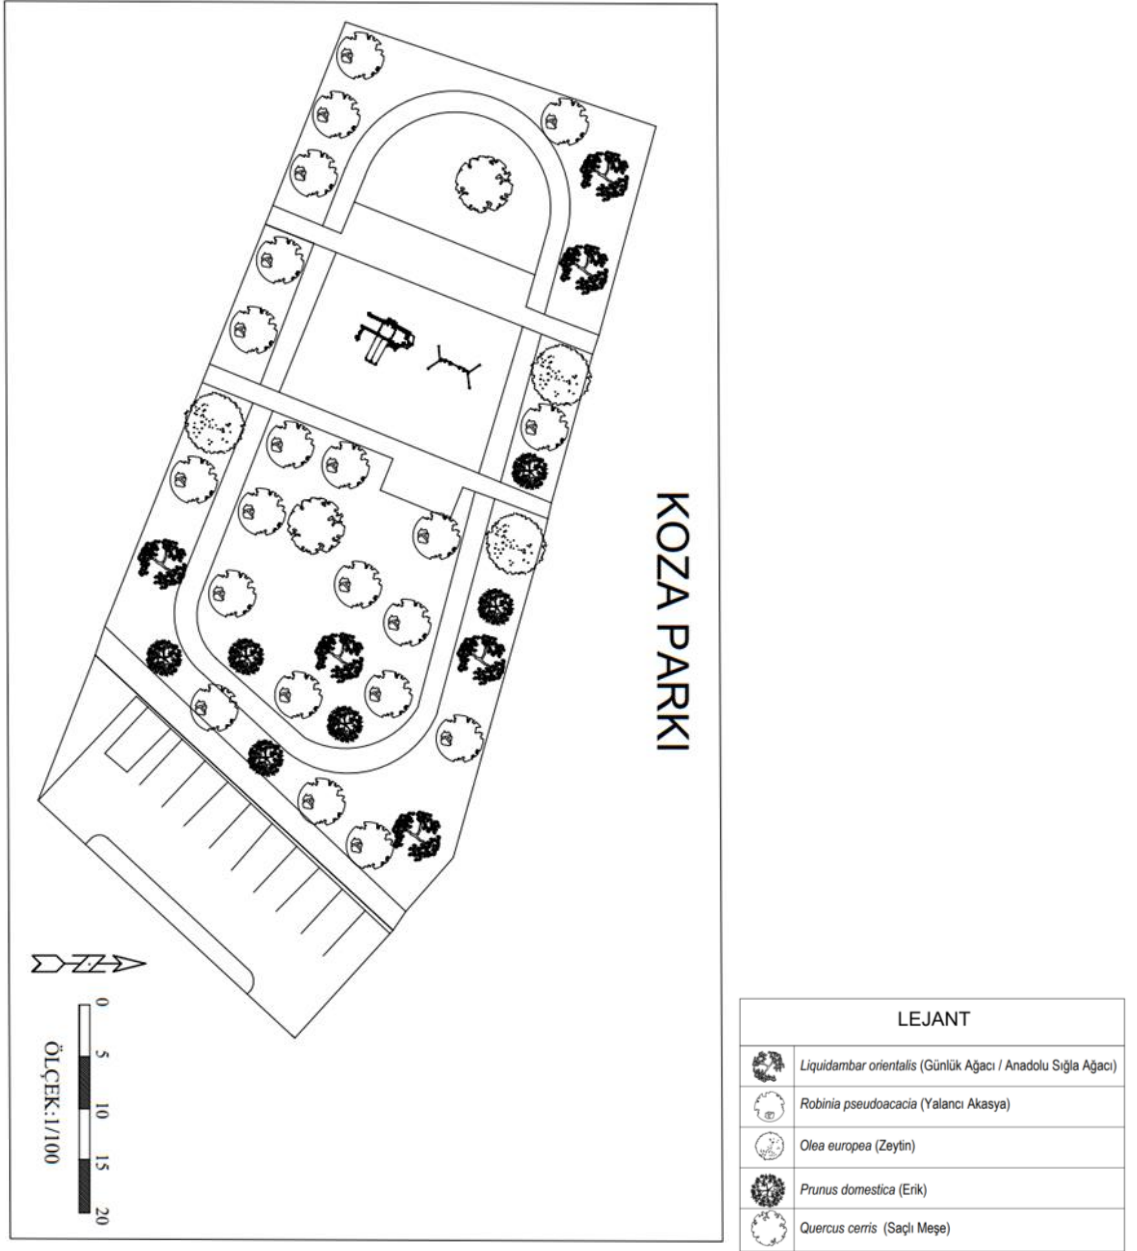 KOZA PARKI
0 5 10 15 20
ÖLÇEK:1/100
LEJANT
Liquidambar orientalis (Günlük Ağacı / Anadolu Sığla Ağacı)
Robinia pseudoacacia (Yalancı Akasya)
Olea europea (Zeytin)
Prunus domestica (Erik)
Quercus cerris (Saçlı Meşe)